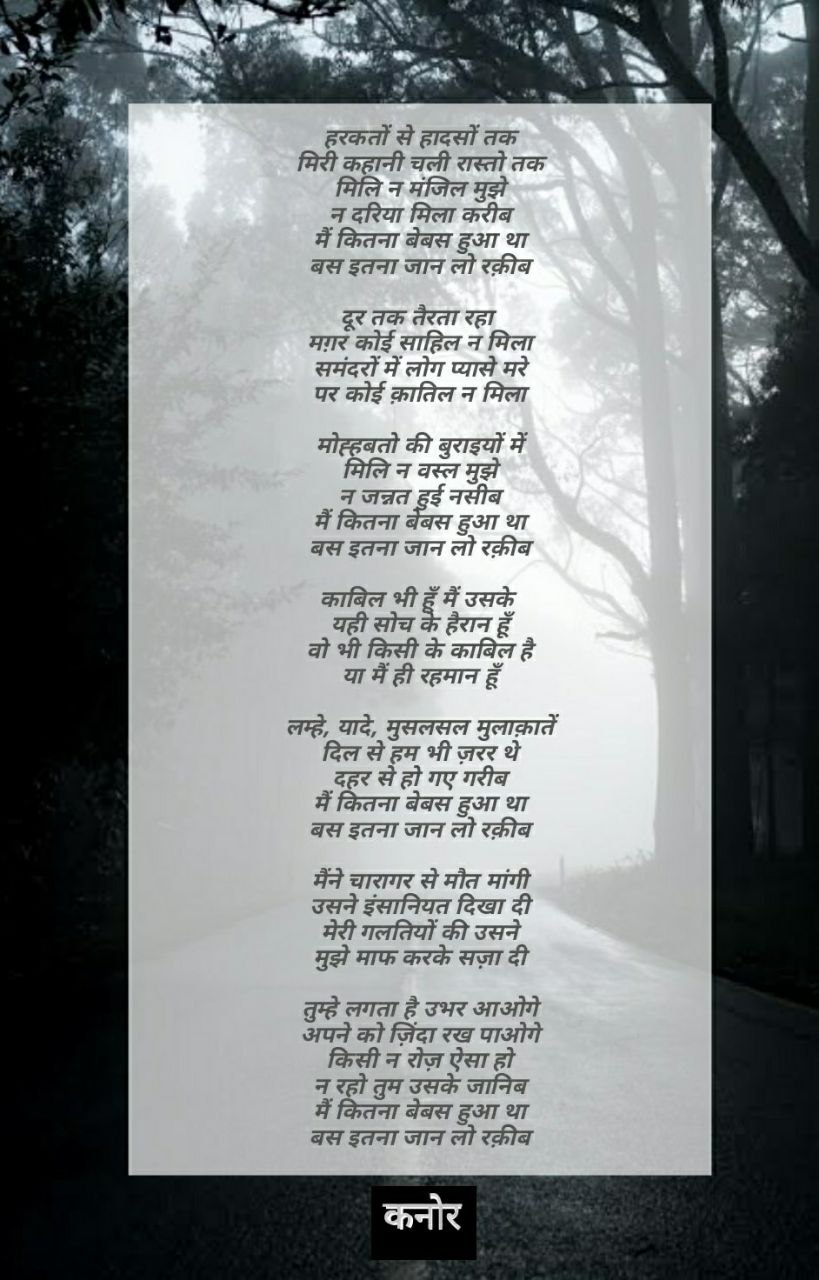 हरकतों से हादसों तक
मिरी कहानी चली रास्तो तक
मिलि न मंजिल मुझे
न दरिया मिला करीब
मैं कितना बेबस हुआ था
बस इतना जान लो रक़ीब
दूर तक तैरता रहा
मग़र कोई साहिल न मिला
समंदरों में लोग प्यासे मरे
पर कोई क़ातिल न मिला
मोह्हबतो की बुराइयों में
मिलि न वस्ल मुझे
न जन्नत हुई नसीब
मैं कितना बेबस हुआ था
बस इतना जान लो रक़ीब
काबिल भी हूँ मैं उसके
यही सोच के हैरान हूँ
वो भी किसी के काबिल है
या मैं ही रहमान हूँ
लम्हे, यादे, मुसलसल मुलाक़ातें
दिल से हम भी ज़रर थे
दहर से हो गए गरीब
मैं कितना बेबस हुआ था
बस इतना जान लो रक़ीब
मैंने चारागर से मौत मांगी
उसने इंसानियत दिखा दी
मेरी गलतियों की उसने
मुझे माफ करके सज़ा दी
तुम्हे लगता है उभर आओगे
अपने को ज़िंदा रख पाओगे
किसी न रोज़ ऐसा हो
न रहो तुम उसके जानिब
मैं कितना बेबस हुआ था
बस इतना जान लो रक़ीब
कनोर